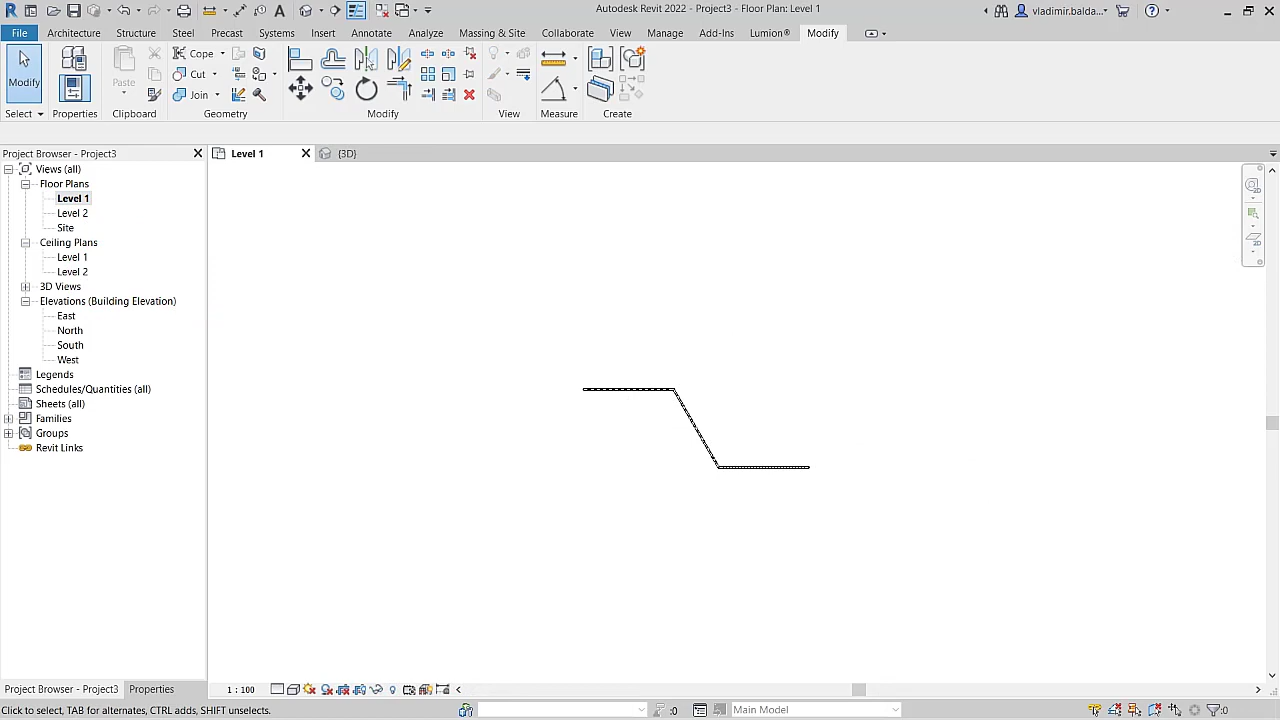 Autodesk Revit 2022 - Project3 - Floor Plan: Level 1
vladimir.balda...
File Architecture Structure Steel Precast Systems Insert Annotate Analyze Massing & Site Collaborate View Manage Add-Ins Lumion® Modify
Modify Paste Cope Cut Join
Select Properties Clipboard Geometry Modify View Measure Create
Project Browser - Project3
Level 1
{3D}
Views (all)
Floor Plans
Level 1
Level 2
Site
Ceiling Plans
Level 1
Level 2
3D Views
Elevations (Building Elevation)
East
North
South
West
Legends
Schedules/Quantities (all)
Sheets (all)
Families
Groups
Revit Links
2D
2D
Project Browser - Project3 Properties
1 : 100
Click to select, TAB for alternates, CTRL adds, SHIFT unselects.
:0
Main Model
:0